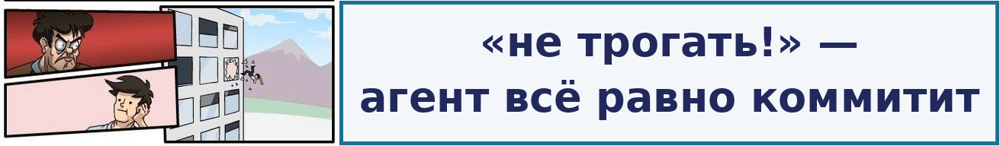 «не трогать!» —
агент всё равно коммитит